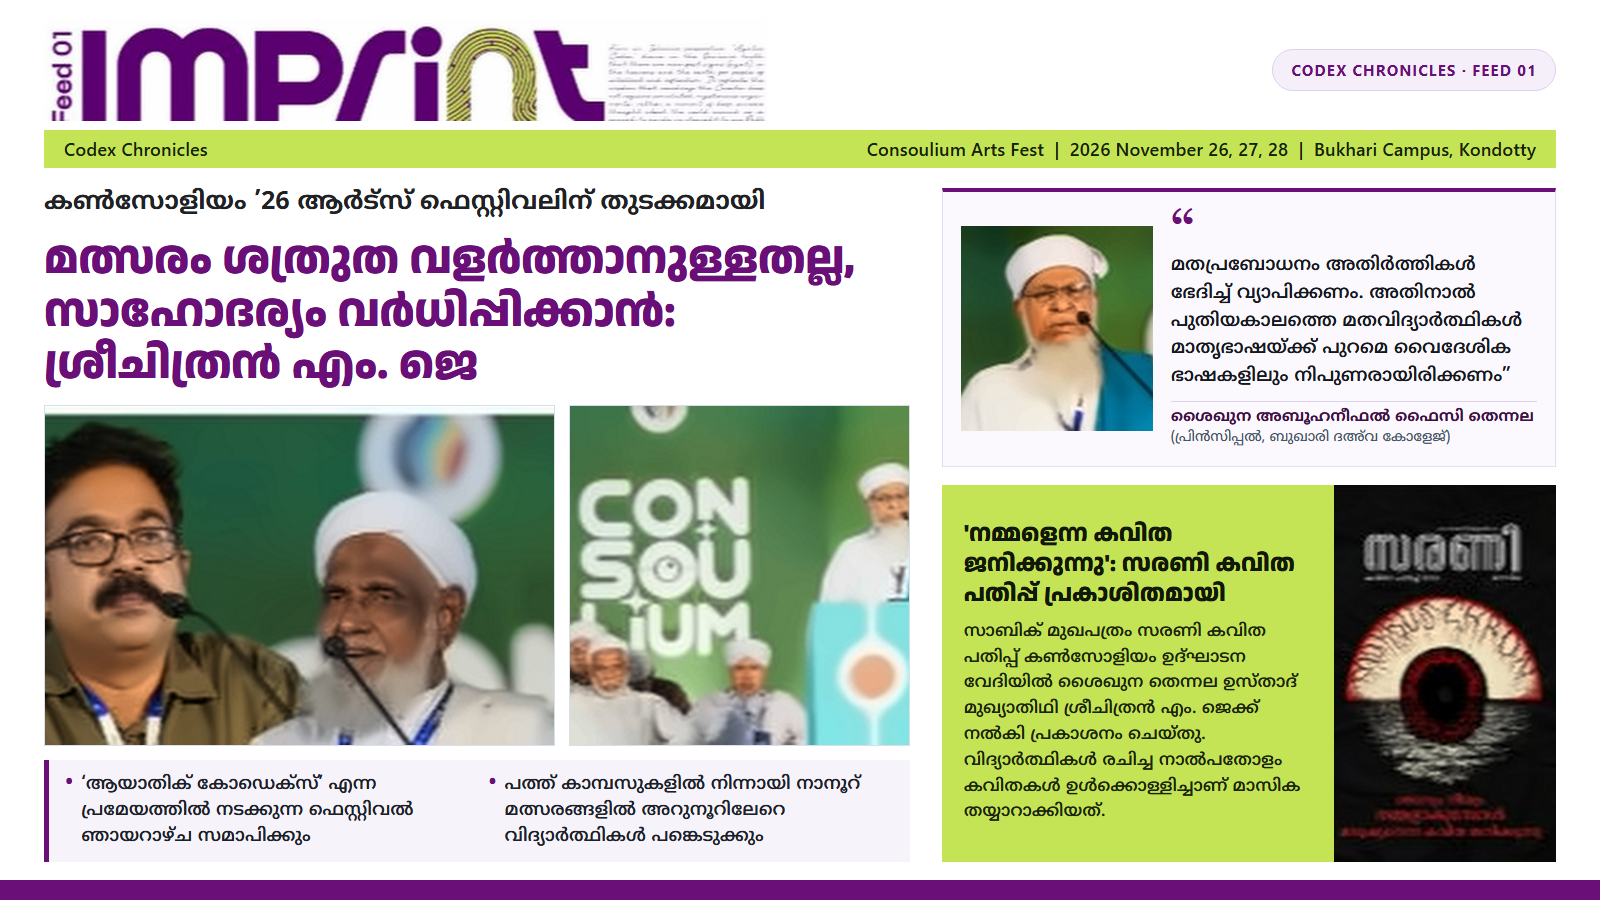 Feed 01
Imprint
CODEX CHRONICLES · FEED 01
Codex Chronicles
Consoulium Arts Fest | 2026 November 26, 27, 28 | Bukhari Campus, Kondotty
കൺസോളിയം ’26 ആർട്സ് ഫെസ്റ്റിവലിന് തുടക്കമായി
മത്സരം ശത്രുത വളർത്താനുള്ളതല്ല,
സാഹോദര്യം വർധിപ്പിക്കാൻ:
ശ്രീചിത്രൻ എം. ജെ
CON
SOU
LIUM
• ‘ആയാതിക് കോഡെക്സ്’ എന്ന
പ്രമേയത്തിൽ നടക്കുന്ന ഫെസ്റ്റിവൽ
ഞായറാഴ്ച സമാപിക്കും
• പത്ത് കാമ്പസുകളിൽ നിന്നായി നാനൂറ്
മത്സരങ്ങളിൽ അറുനൂറിലേറെ
വിദ്യാർത്ഥികൾ പങ്കെടുക്കും
“
മതപ്രബോധനം അതിർത്തികൾ
ഭേദിച്ച് വ്യാപിക്കണം. അതിനാൽ
പുതിയകാലത്തെ മതവിദ്യാർത്ഥികൾ
മാതൃഭാഷയ്ക്ക് പുറമെ വൈദേശിക
ഭാഷകളിലും നിപുണരായിരിക്കണം”
ശൈഖുന അബൂഹനീഫൽ ഫൈസി തെന്നല
(പ്രിൻസിപ്പൽ, ബുഖാരി ദഅ്‌വ കോളേജ്)
'നമ്മളെന്ന കവിത
ജനിക്കുന്നു': സരണി കവിത
പതിപ്പ് പ്രകാശിതമായി
സാബിക് മുഖപത്രം സരണി കവിത
പതിപ്പ് കൺസോളിയം ഉദ്ഘാടന
വേദിയിൽ ശൈഖുന തെന്നല ഉസ്താദ്
മുഖ്യാതിഥി ശ്രീചിത്രൻ എം. ജെക്ക്
നൽകി പ്രകാശനം ചെയ്തു.
വിദ്യാർത്ഥികൾ രചിച്ച നാൽപതോളം
കവിതകൾ ഉൾക്കൊള്ളിച്ചാണ് മാസിക
തയ്യാറാക്കിയത്.
സരണി